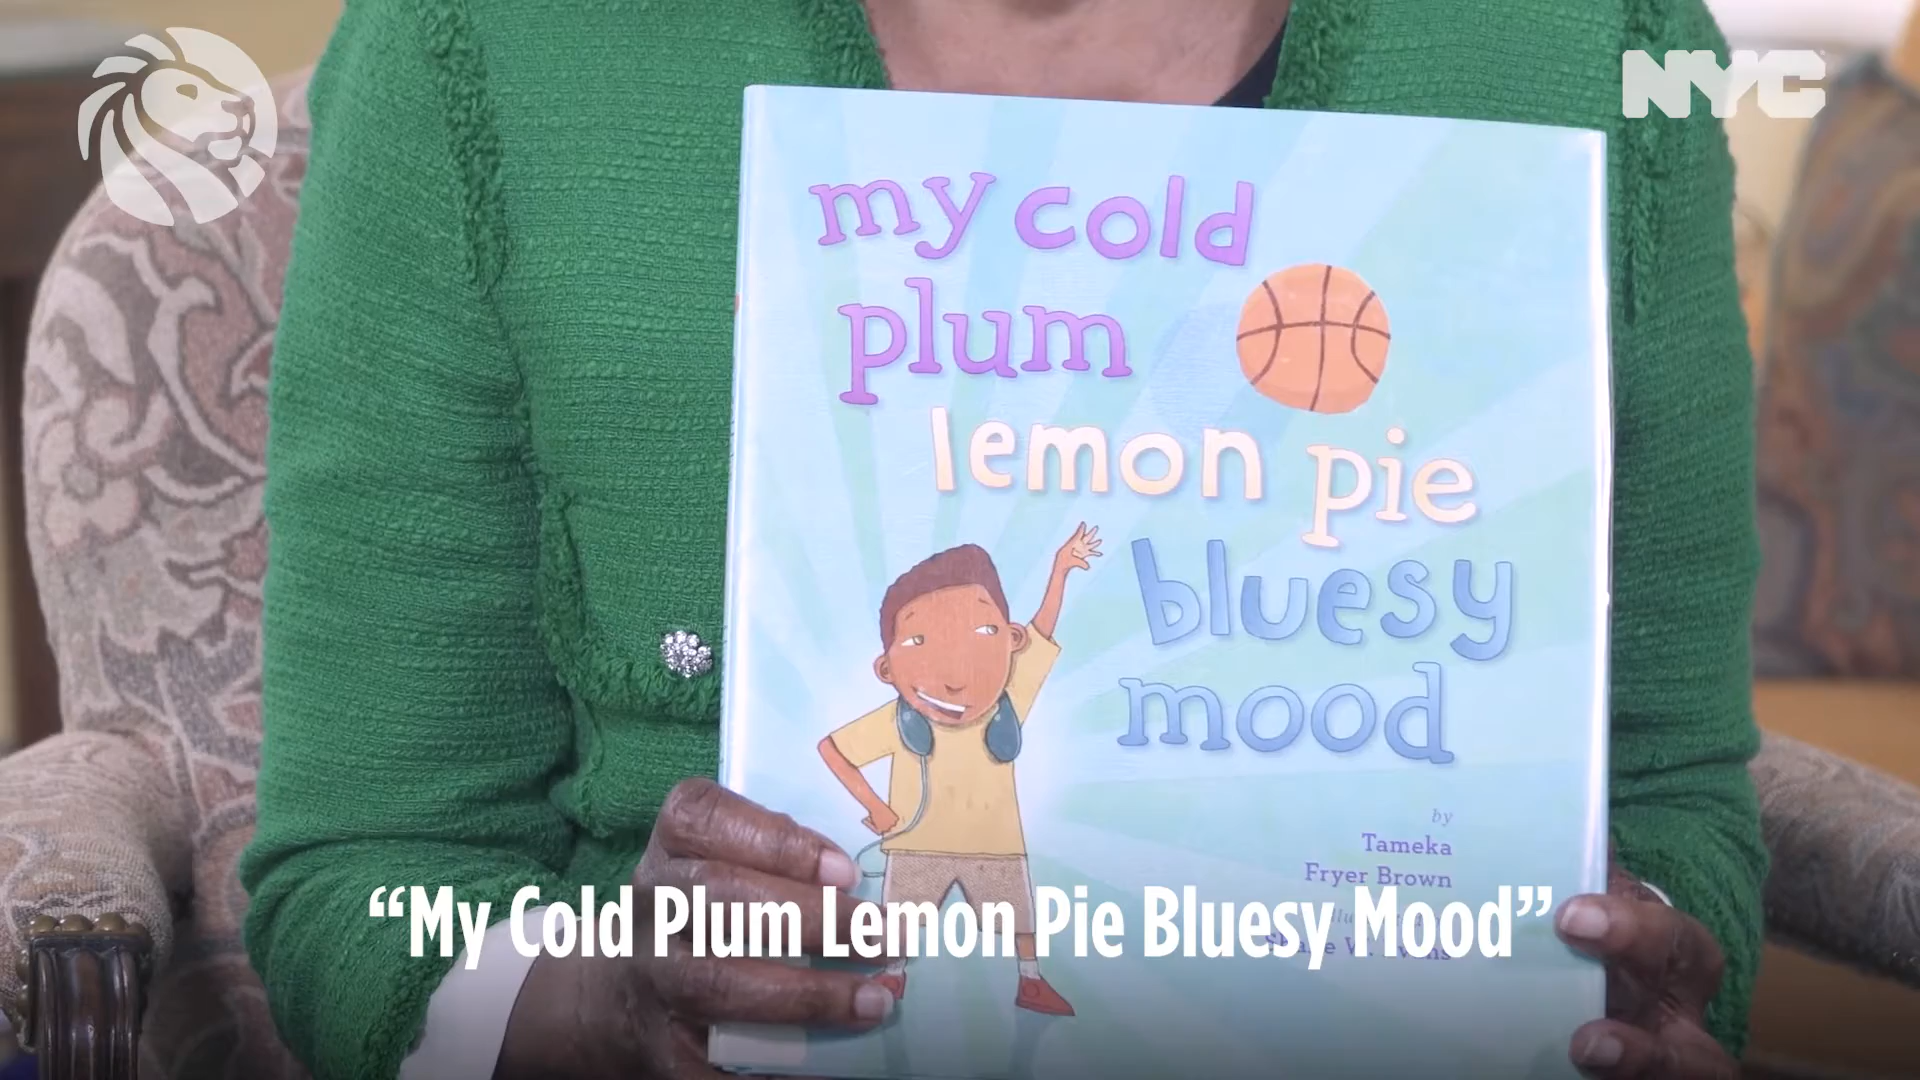 NYC
my cold
plum
lemon pie
bluesy
mood
by
Tameka
Fryer Brown
“My Cold Plum Lemon Pie Bluesy Mood”